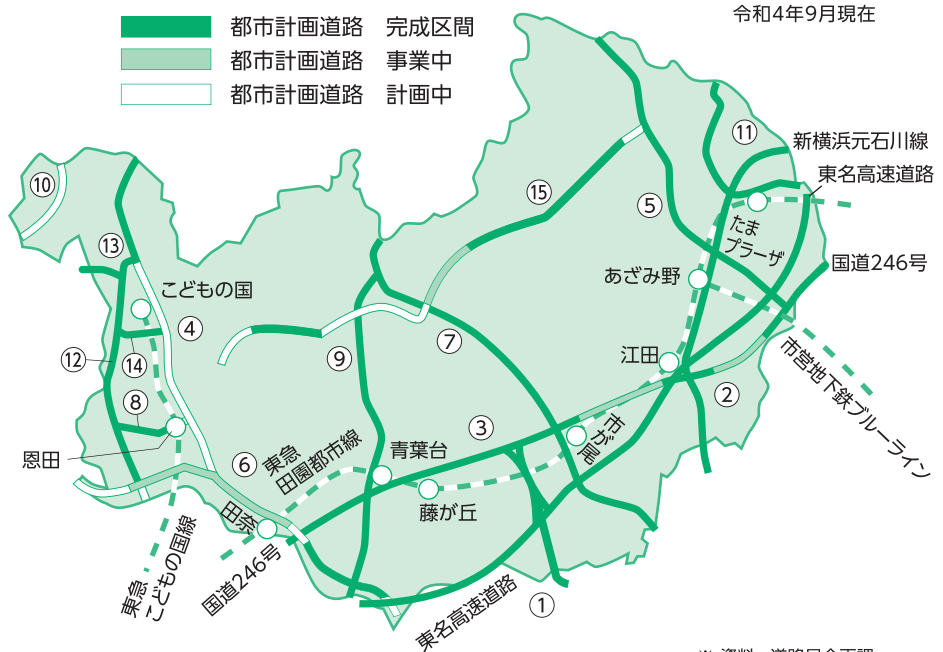 令和4年9月現在
都市計画道路 完成区間
都市計画道路 事業中
都市計画道路 計画中
⑪
新横浜元石川線
東名高速道路
⑩
⑮
⑤
たま
プラーザ
⑬
国道246号
あざみ野
こどもの国
④
⑦
⑨
⑫
⑭
江田
市営地下鉄ブルーライン
②
⑧
③
市が尾
恩田
⑥
東急
田園都市線
青葉台
藤が丘
田奈
国道246号
東急
こどもの国線
東名高速道路
①